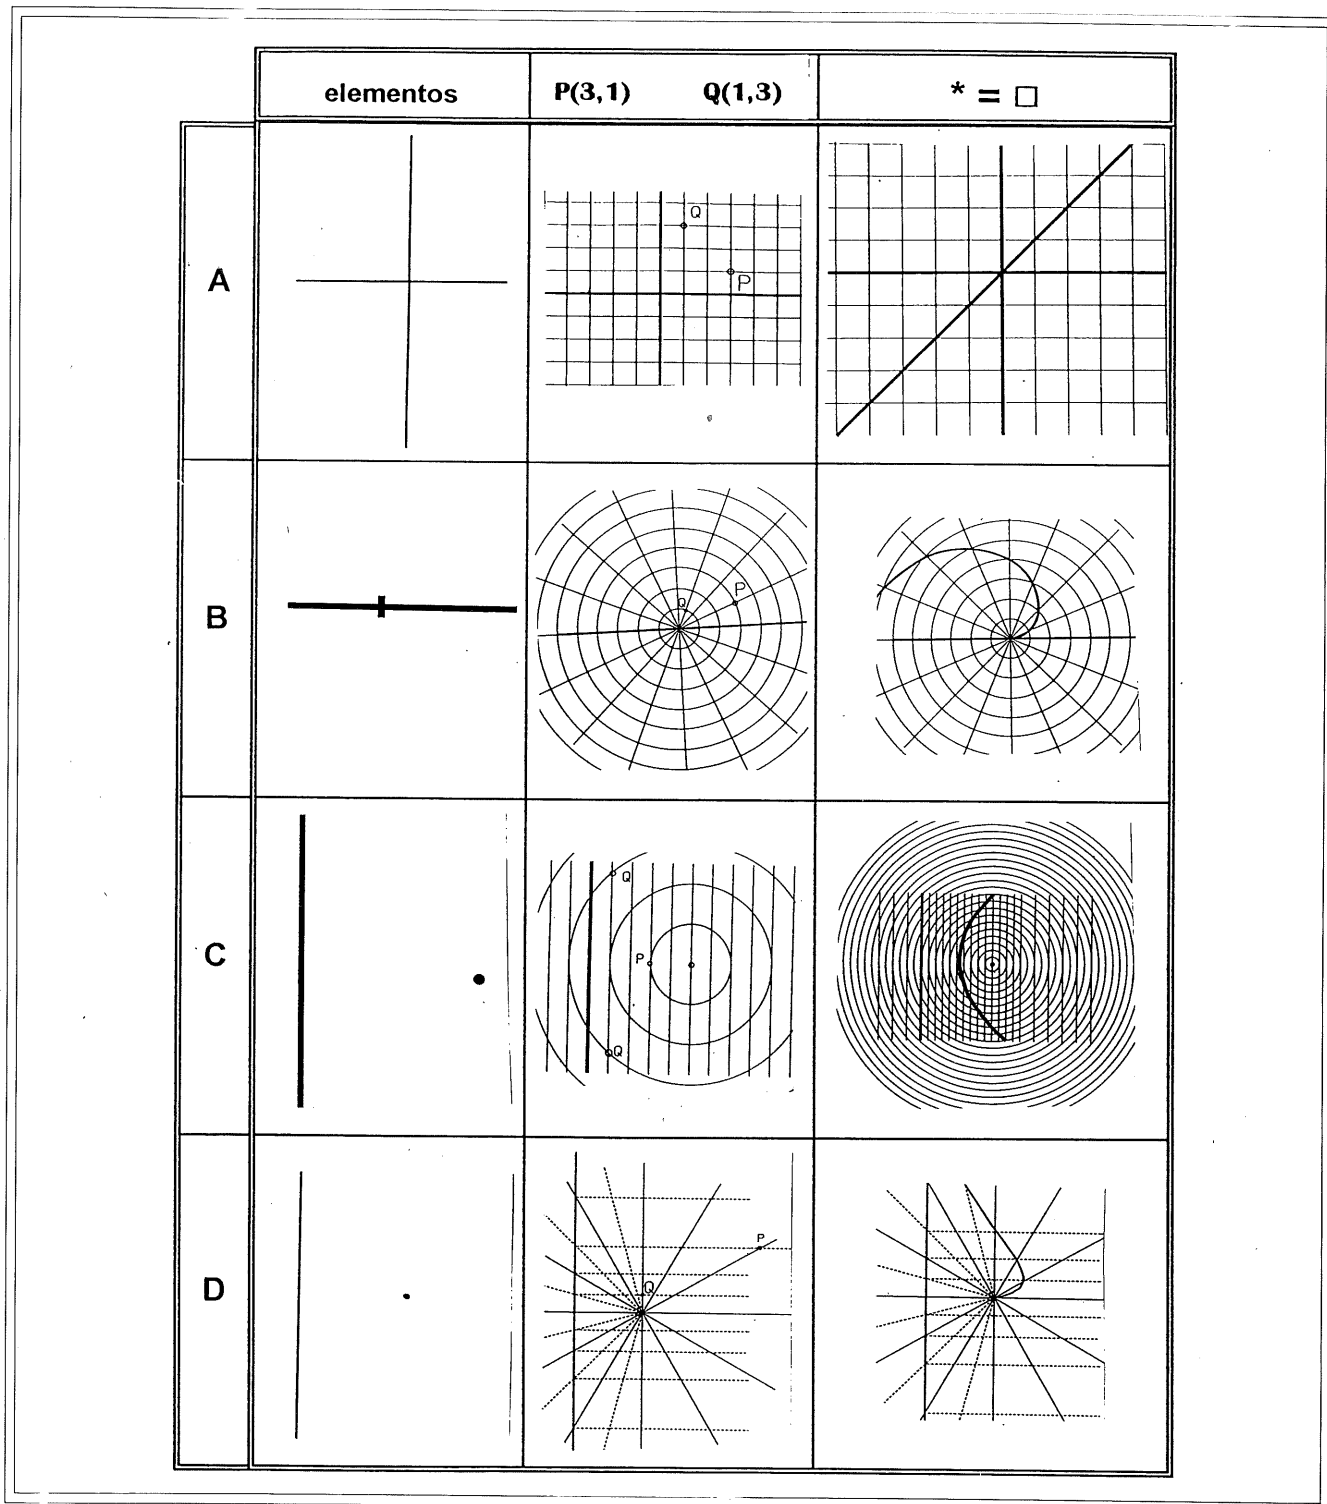 elementos P(3,1) Q(1,3) * = □
A
Q
P
B
P
Q
C
Q
P
Q
D
P
Q